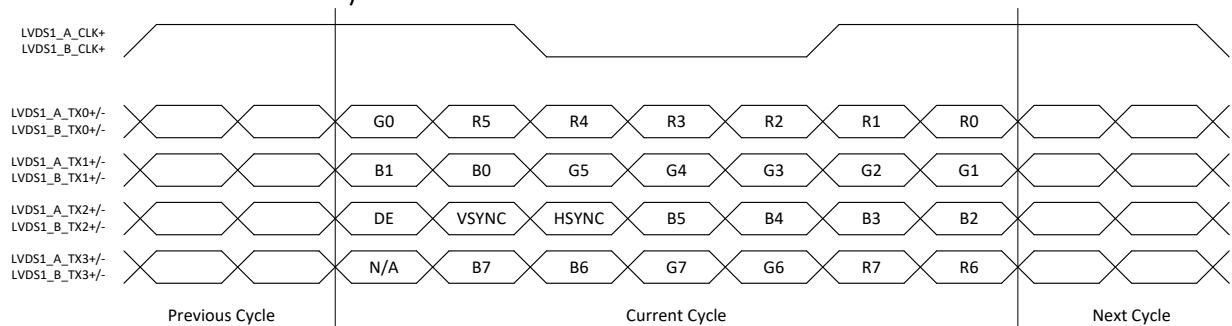 LVDS1_A_CLK+
LVDS1_B_CLK+
LVDS1_A_TX0+/-
LVDS1_B_TX0+/-
G0 R5 R4 R3 R2 R1 R0
LVDS1_A_TX1+/-
LVDS1_B_TX1+/-
B1 B0 G5 G4 G3 G2 G1
LVDS1_A_TX2+/-
LVDS1_B_TX2+/-
DE VSYNC HSYNC B5 B4 B3 B2
LVDS1_A_TX3+/-
LVDS1_B_TX3+/-
N/A B7 B6 G7 G6 R7 R6
Previous Cycle Current Cycle Next Cycle